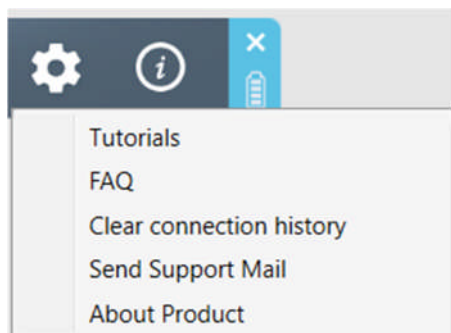 Tutorials
FAQ
Clear connection history
Send Support Mail
About Product